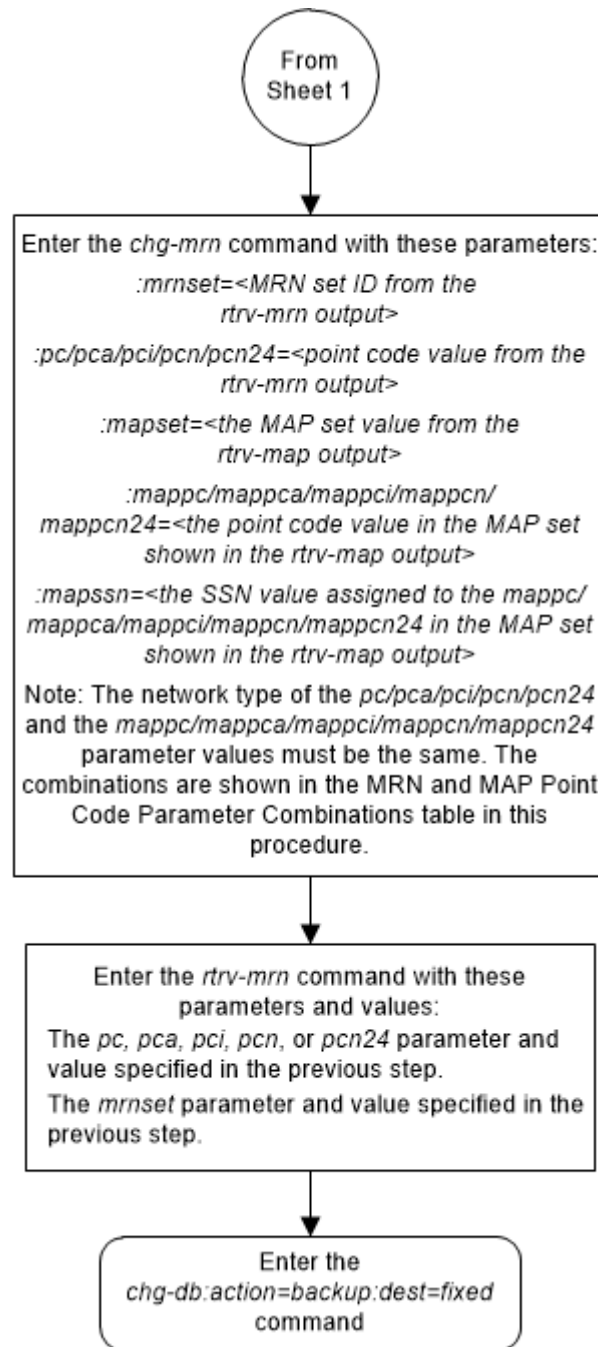 From
Sheet 1
Enter the chg-mrn command with these parameters:
:mrnset=<MRN set ID from the
rtrv-mrn output>
:pc/pca/pci/pcn/pcn24=<point code value from the
rtrv-mrn output>
:mapset=<the MAP set value from the
rtrv-map output>
:mappc/mappca/mappci/mappcn/
mappcn24=<the point code value in the MAP set
shown in the rtrv-map output>
:mapssn=<the SSN value assigned to the mappc/
mappca/mappci/mappcn/mappcn24 in the MAP set
shown in the rtrv-map output>
Note: The network type of the pc/pca/pci/pcn/pcn24
and the mappc/mappca/mappci/mappcn/mappcn24
parameter values must be the same. The
combinations are shown in the MRN and MAP Point
Code Parameter Combinations table in this
procedure.
Enter the rtrv-mrn command with these
parameters and values:
The pc, pca, pci, pcn, or pcn24 parameter and
value specified in the previous step.
The mrnset parameter and value specified in the
previous step.
Enter the
chg-db:action=backup:dest=fixed
command